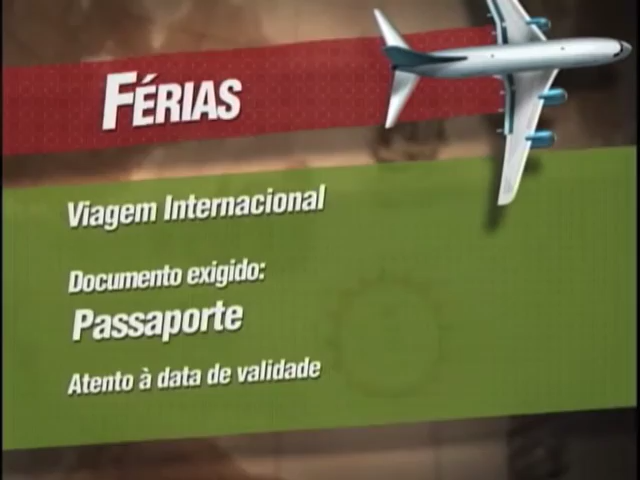 FÉRIAS
Viagem Internacional
Documento exigido:
Passaporte
Atento à data de validade